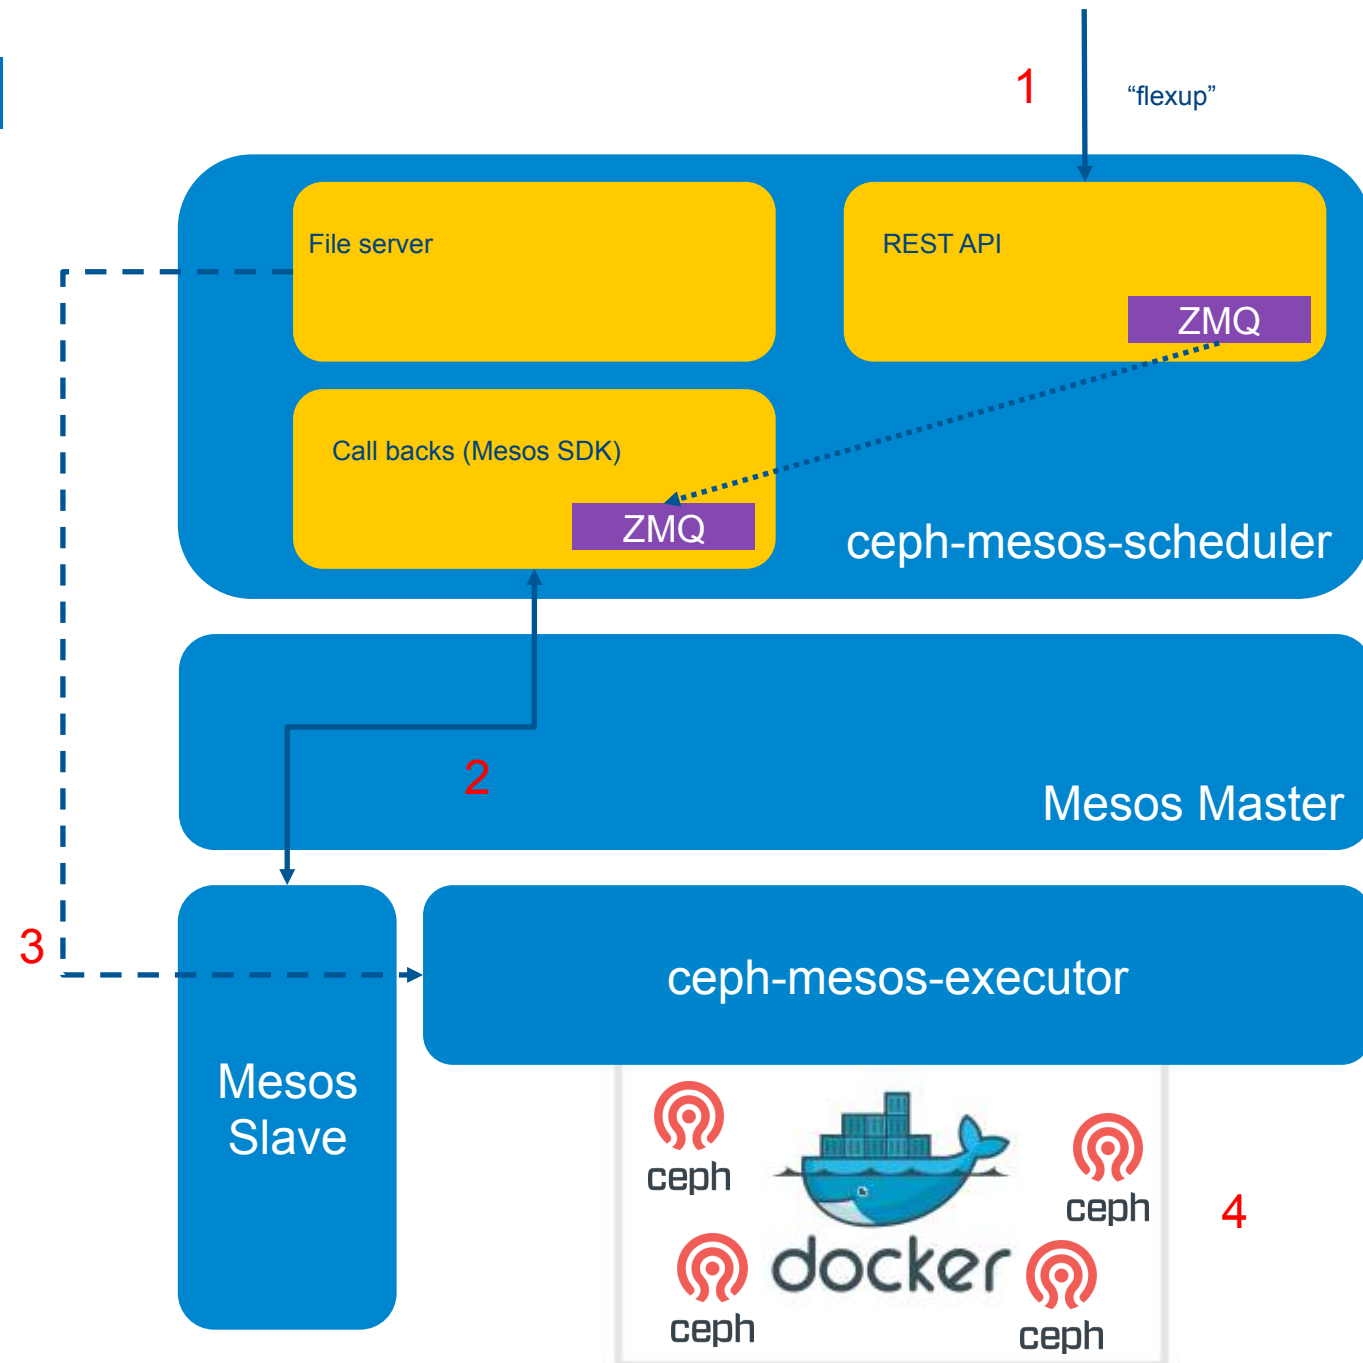 1
“flexup”
File server
REST API
ZMQ
Call backs (Mesos SDK)
ZMQ
ceph-mesos-scheduler
2
Mesos Master
3
ceph-mesos-executor
Mesos
Slave
ceph
ceph
4
docker
ceph
ceph